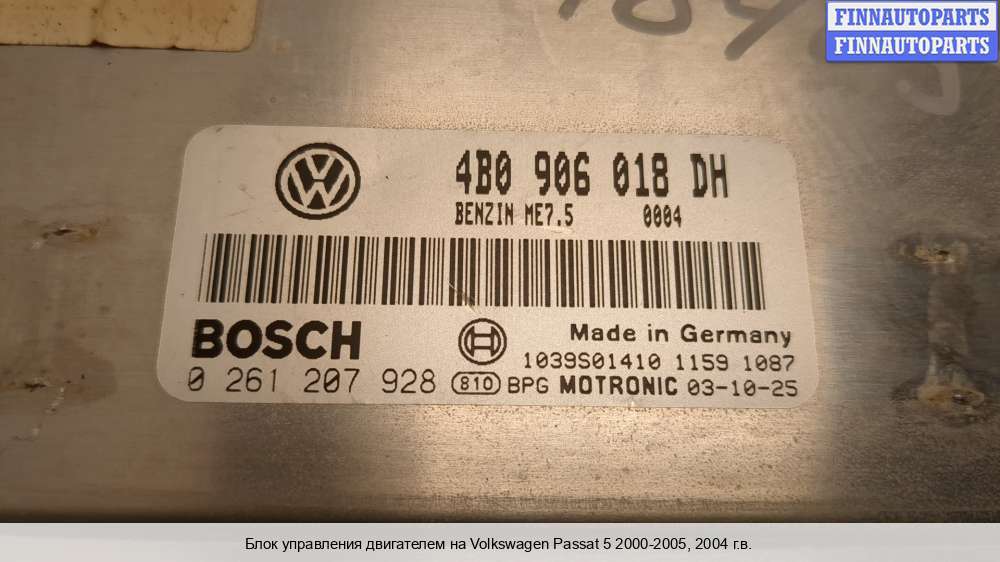 FINNAUTOPARTS
FINNAUTOPARTS
4B0 906 018 DH
BENZIN ME7.5 0004
BOSCH
Made in Germany
1039S01410 1159 1087
0 261 207 928 810 BPG MOTRONIC 03-10-25
Блок управления двигателем на Volkswagen Passat 5 2000-2005, 2004 г.в.